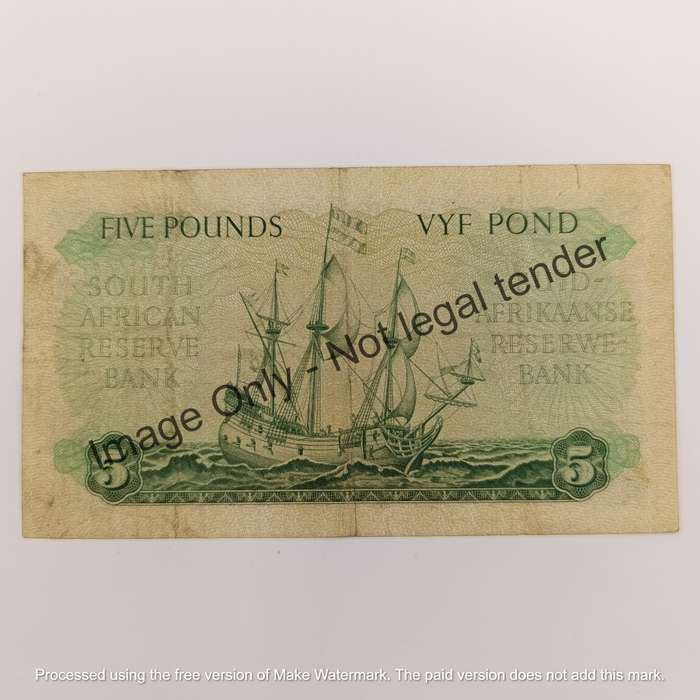 FIVE POUNDS
VYF POND
SOUTH
AFRICAN
RESERVE
BANK
AFRIKAANSE
RESERWE-
BANK
Image Only - Not legal tender
5
5
Processed using the free version of Make Watermark. The paid version does not add this mark.